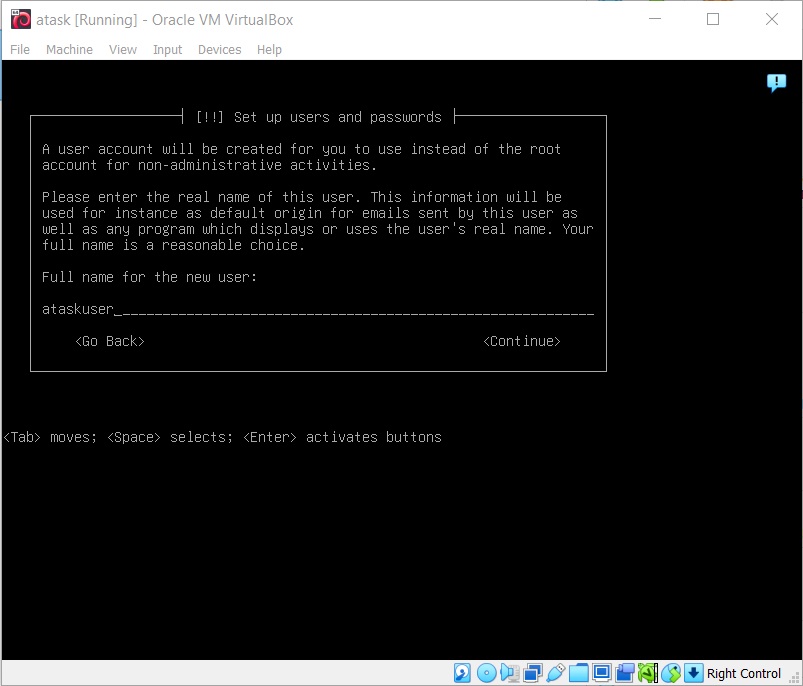 atask [Running] - Oracle VM VirtualBox
File Machine View Input Devices Help
[!!] Set up users and passwords
A user account will be created for you to use instead of the root
account for non-administrative activities.
Please enter the real name of this user. This information will be
used for instance as default origin for emails sent by this user as
well as any program which displays or uses the user's real name. Your
full name is a reasonable choice.
Full name for the new user:
ataskuser
<Go Back> <Continue>
<Tab> moves; <Space> selects; <Enter> activates buttons
Right Control